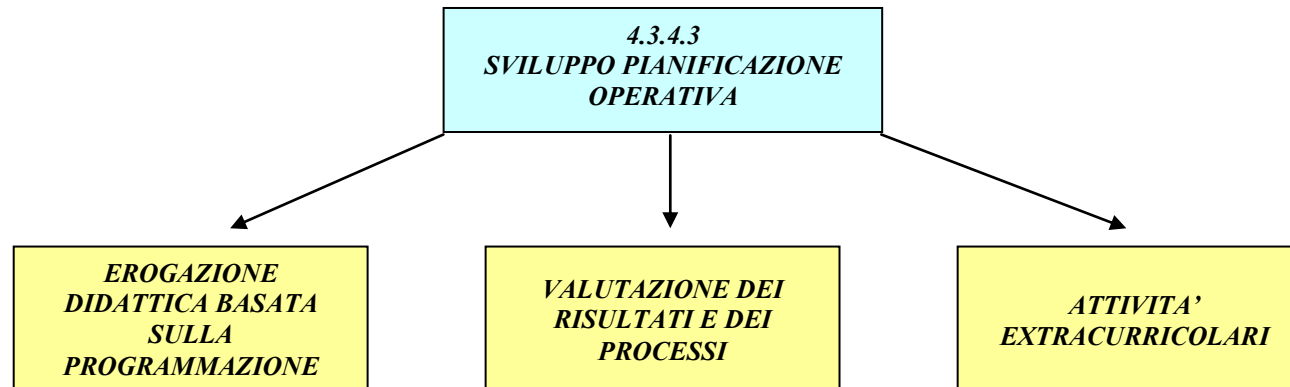 4.3.4.3
SVILUPPO PIANIFICAZIONE
OPERATIVA
EROGAZIONE
DIDATTICA BASATA
SULLA
PROGRAMMAZIONE
VALUTAZIONE DEI
RISULTATI E DEI
PROCESSI
ATTIVITA’
EXTRACURRICOLARI